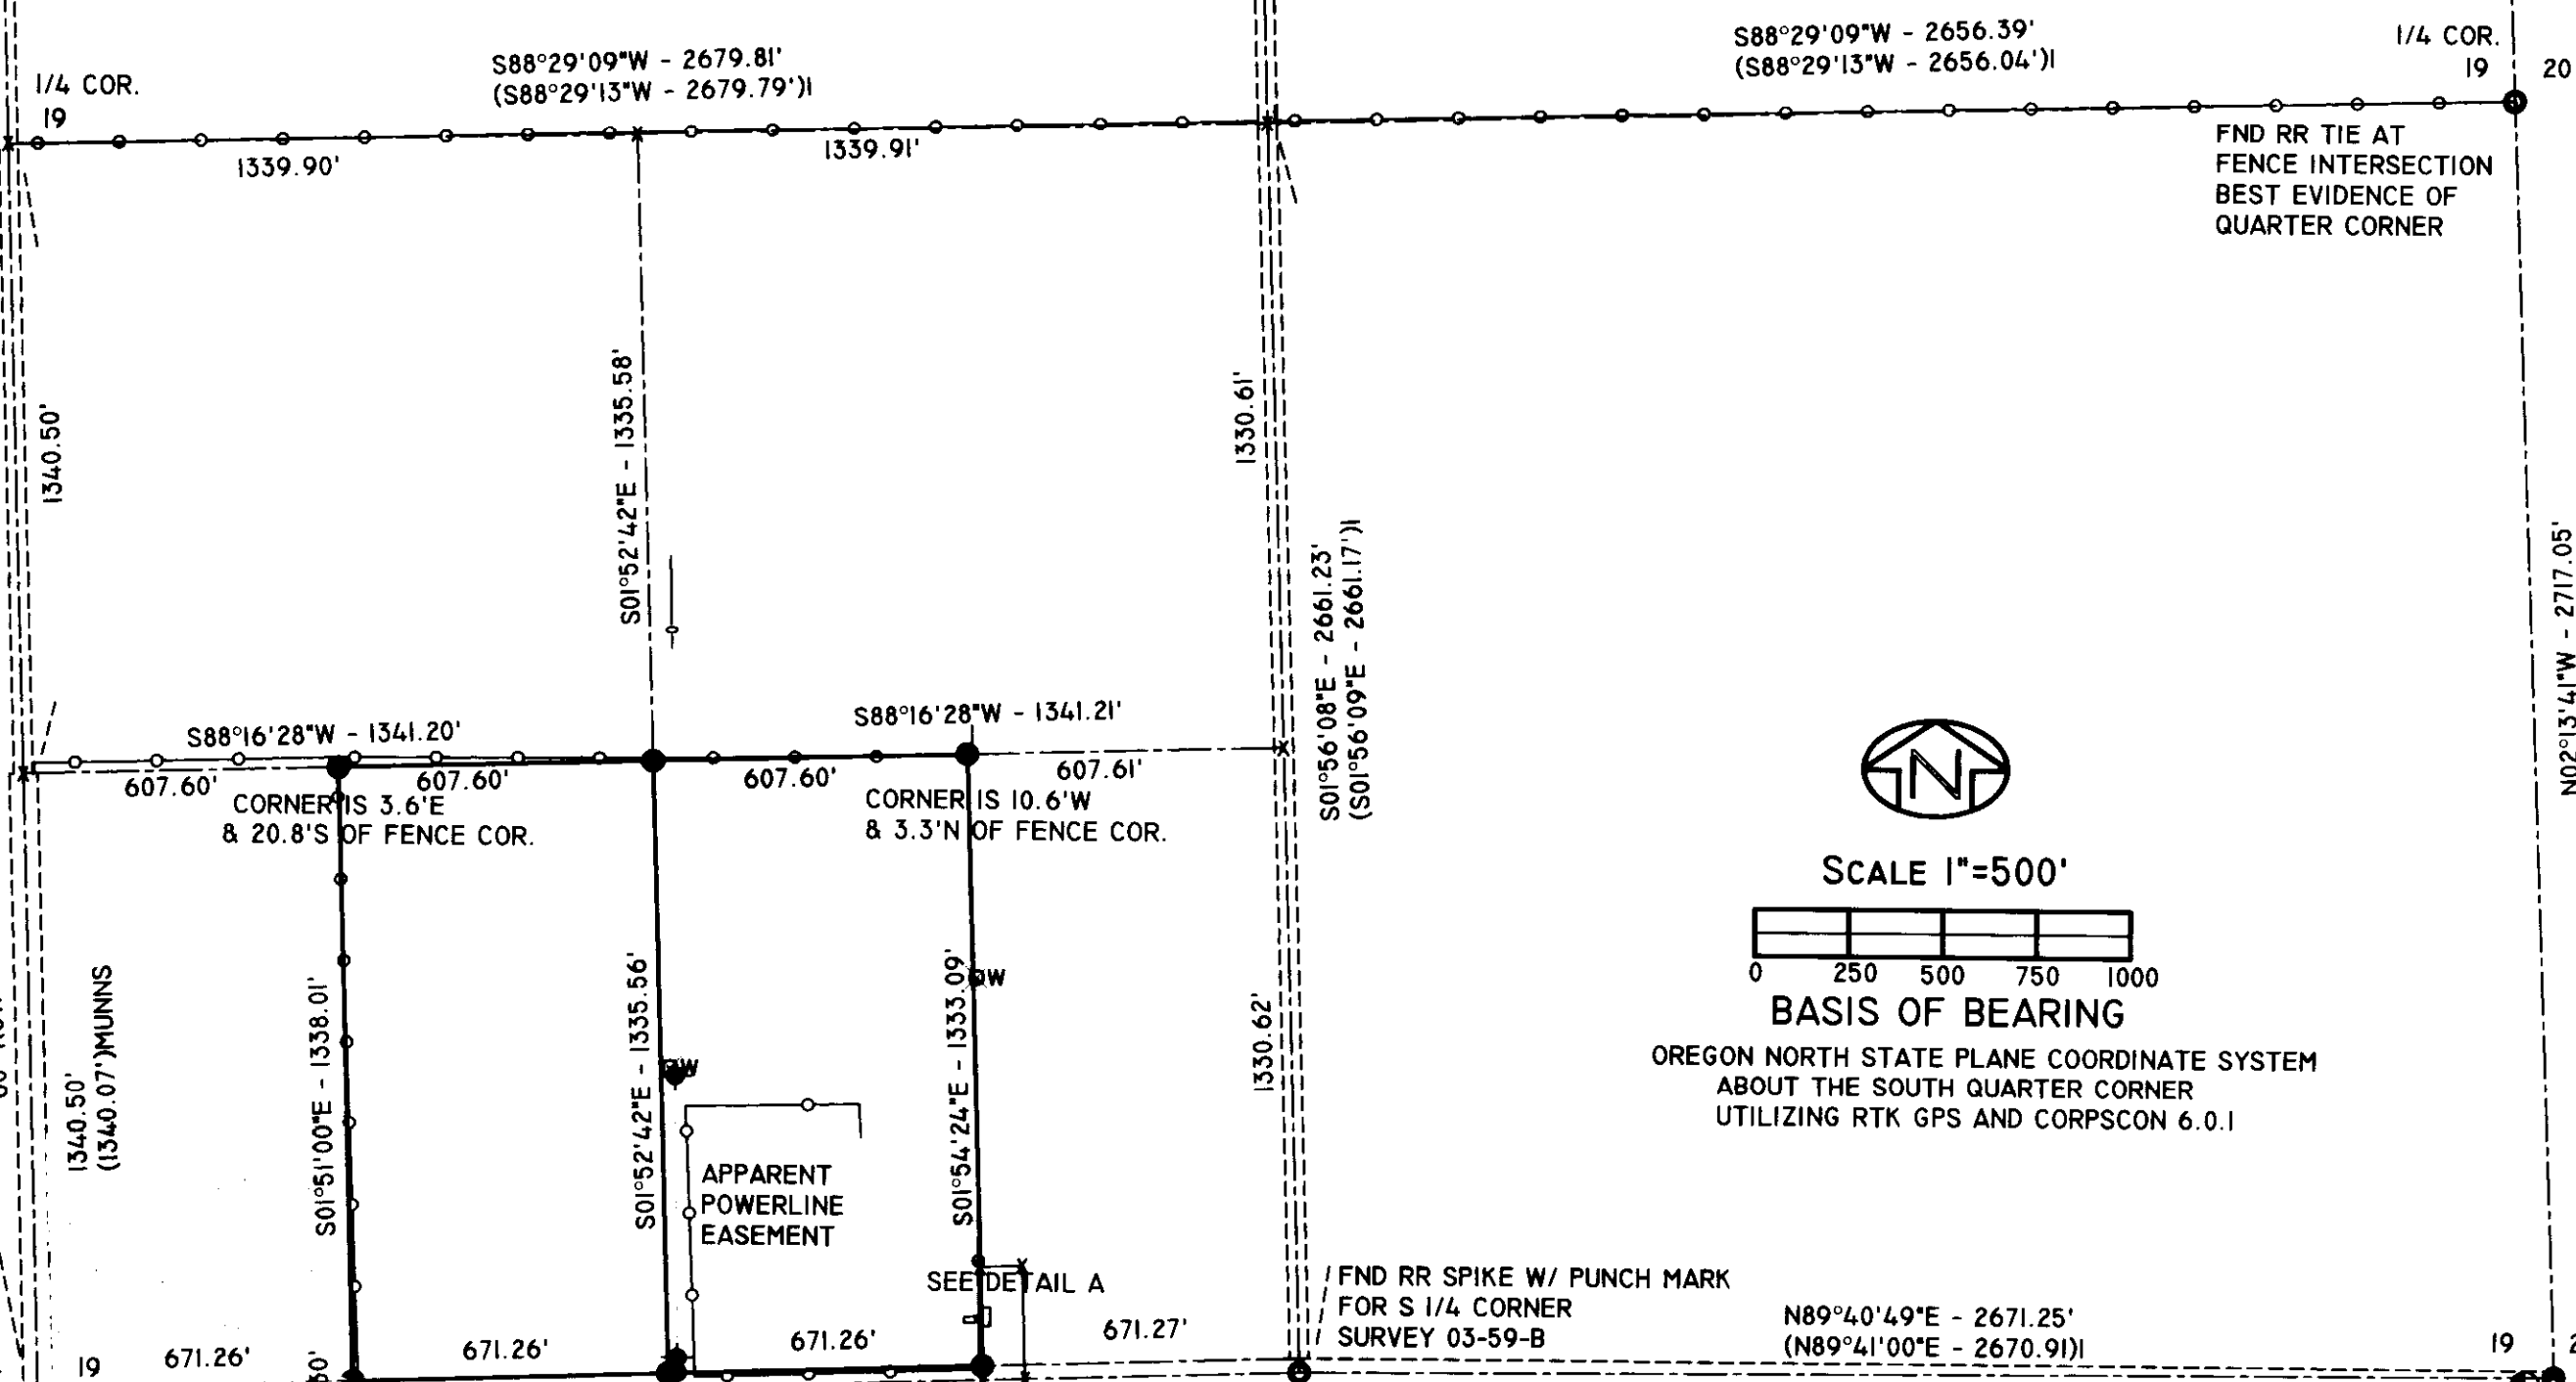 S88°29'09"W - 2679.81'
(S88°29'13"W - 2679.79')1
S88°29'09"W - 2656.39'
(S88°29'13"W - 2656.04')1
1/4 COR.
19
1/4 COR.
19 20
1339.90'
1339.91'
FND RR TIE AT
FENCE INTERSECTION
BEST EVIDENCE OF
QUARTER CORNER
1340.50'
S01°52'42"E - 1335.58'
1330.61'
S01°56'08"E - 2661.23'
(S01°56'09"E - 2661.17')1
N02°13'41"W - 2717.05'
S88°16'28"W - 1341.20'
S88°16'28"W - 1341.21'
607.60'
607.60'
607.60'
607.61'
CORNER IS 3.6'E
& 20.8'S OF FENCE COR.
CORNER IS 10.6'W
& 3.3'N OF FENCE COR.
N
SCALE 1"=500'
0 250 500 750 1000
BASIS OF BEARING
OREGON NORTH STATE PLANE COORDINATE SYSTEM
ABOUT THE SOUTH QUARTER CORNER
UTILIZING RTK GPS AND CORPSCON 6.0.1
1340.50'
(1340.07')MUNNS
S01°51'00"E - 1338.01'
S01°52'42"E - 1335.56'
W
S01°54'24"E - 1333.09'
W
1330.62'
APPARENT
POWERLINE
EASEMENT
SEE DETAIL A
FND RR SPIKE W/ PUNCH MARK
FOR S 1/4 CORNER
SURVEY 03-59-B
N89°40'49"E - 2671.25'
(N89°41'00"E - 2670.91)1
19
671.26'
671.26'
671.26'
671.27'
19